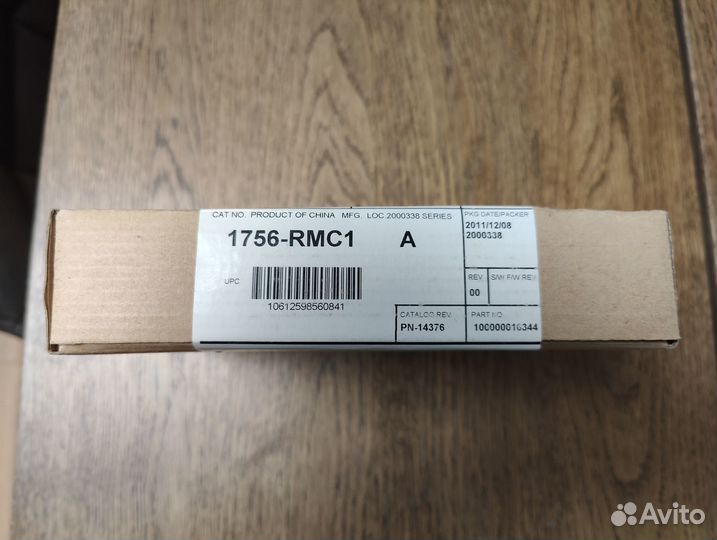 CAT NO. PRODUCT OF CHINA MFG. LOC 2000338 SERIES
1756-RMC1 A
PKG DATE/PACKER
2011/12/08
2000338
UPC
10612598560841
REV
00
S/W F/W REV
CATALOG REV.
PN-14376
PART NO.
100000016344
Avito